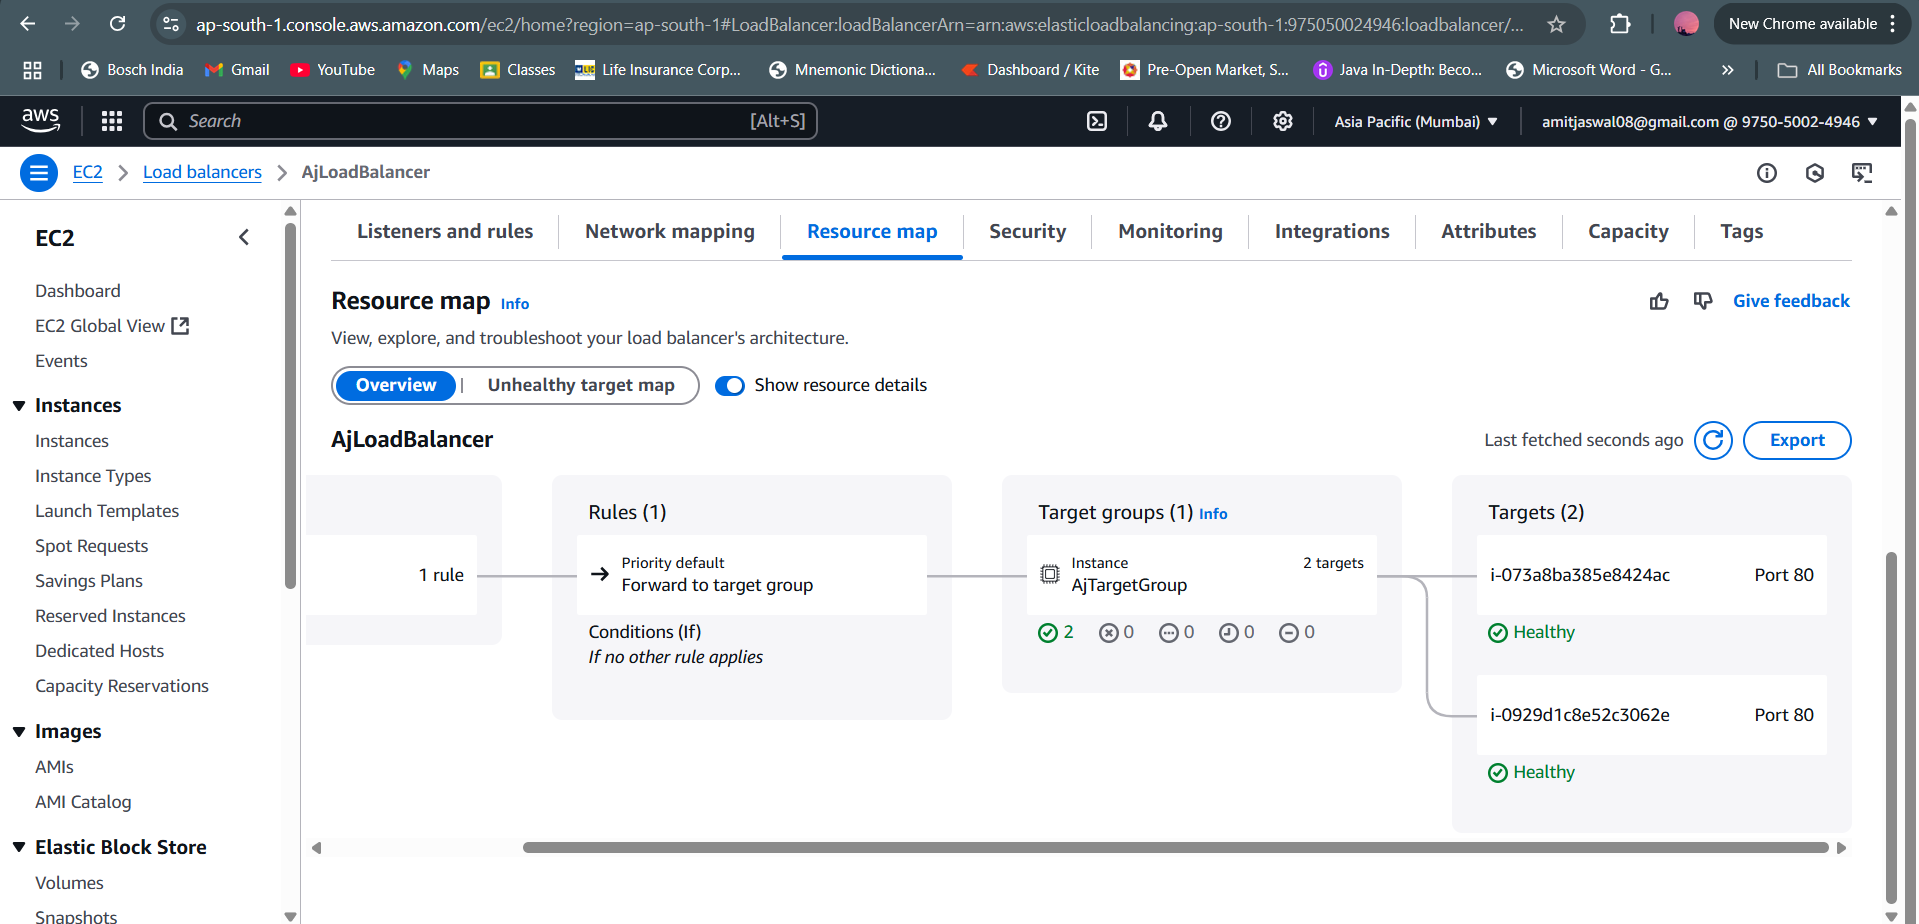 ap-south-1.console.aws.amazon.com/ec2/home?region=ap-south-1#LoadBalancer:loadBalancerArn=arn:aws:elasticloadbalancing:ap-south-1:975050024946:loadbalancer/...
New Chrome available
Bosch India
Gmail
YouTube
Maps
Classes
Life Insurance Corp...
Mnemonic Dictiona...
Dashboard / Kite
Pre-Open Market, S...
Java In-Depth: Beco...
Microsoft Word - G...
All Bookmarks
aws
Search
[Alt+S]
Asia Pacific (Mumbai)
amitjaswal08@gmail.com @ 9750-5002-4946
EC2
Load balancers
AjLoadBalancer
EC2
Dashboard
EC2 Global View
Events
Instances
Instances
Instance Types
Launch Templates
Spot Requests
Savings Plans
Reserved Instances
Dedicated Hosts
Capacity Reservations
Images
AMIs
AMI Catalog
Elastic Block Store
Volumes
Snapshots
Listeners and rules
Network mapping
Resource map
Security
Monitoring
Integrations
Attributes
Capacity
Tags
Resource map Info
Give feedback
View, explore, and troubleshoot your load balancer's architecture.
Overview
Unhealthy target map
Show resource details
AjLoadBalancer
Last fetched seconds ago
Export
1 rule
Rules (1)
Priority default
Forward to target group
Conditions (If)
If no other rule applies
Target groups (1) Info
Instance
2 targets
AjTargetGroup
2 0 0 0 0
Targets (2)
i-073a8ba385e8424ac Port 80
Healthy
i-0929d1c8e52c3062e Port 80
Healthy